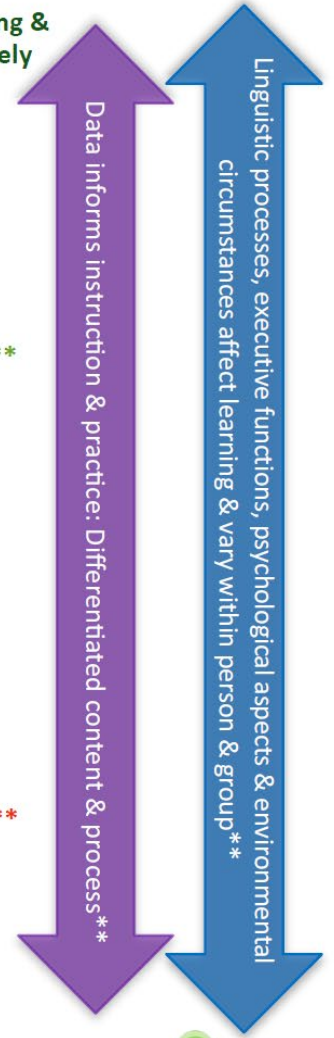 ng &
ely
**
**
Data informs instruction & practice: Differentiated content & process**
Linguistic processes, executive functions, psychological aspects & environmental
circumstances affect learning & vary within person & group**